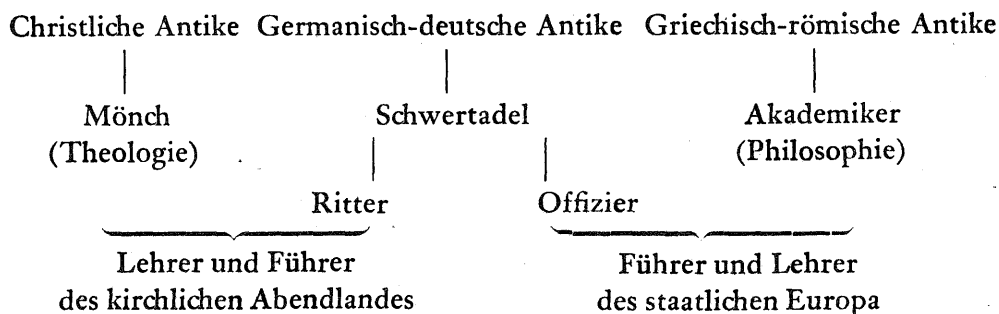 Christliche Antike Germanisch-deutsche Antike Griechisch-römische Antike
Mönch Schwertadel Akademiker
(Theologie) (Philosophie)
Ritter Offizier
Lehrer und Führer Führer und Lehrer
des kirchlichen Abendlandes des staatlichen Europa